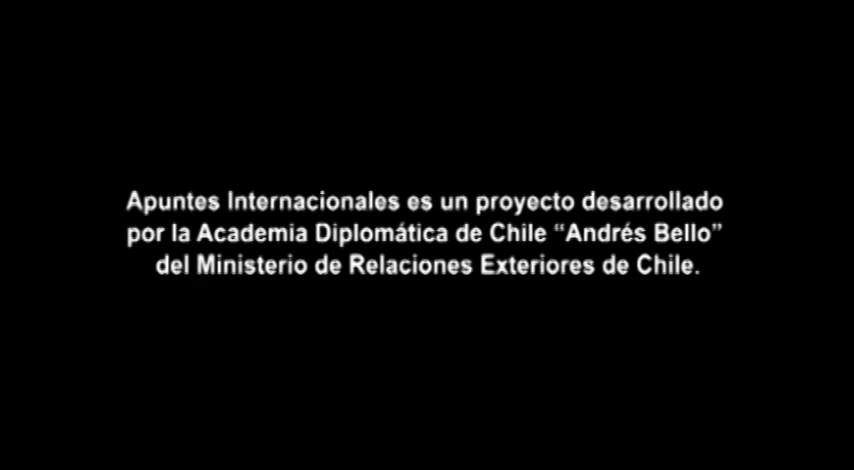 Apuntes Internacionales es un proyecto desarrollado
por la Academia Diplomática de Chile “Andrés Bello”
del Ministerio de Relaciones Exteriores de Chile.